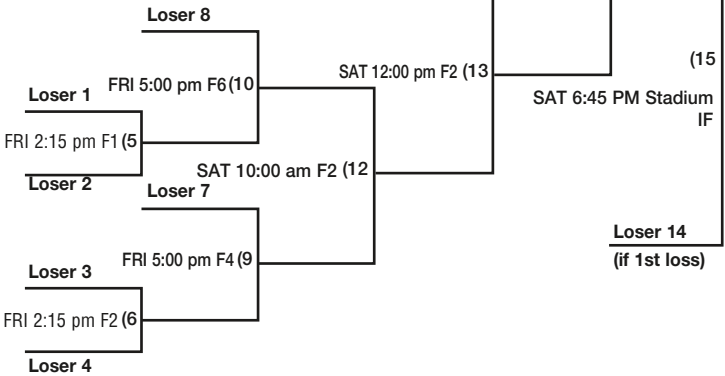 Loser 8
(15
SAT 12:00 pm F2 (13
FRI 5:00 pm F6 (10
Loser 1
SAT 6:45 PM Stadium
IF
FRI 2:15 pm F1 (5
SAT 10:00 am F2 (12
Loser 2
Loser 7
Loser 14
(if 1st loss)
FRI 5:00 pm F4 (9
Loser 3
FRI 2:15 pm F2 (6
Loser 4